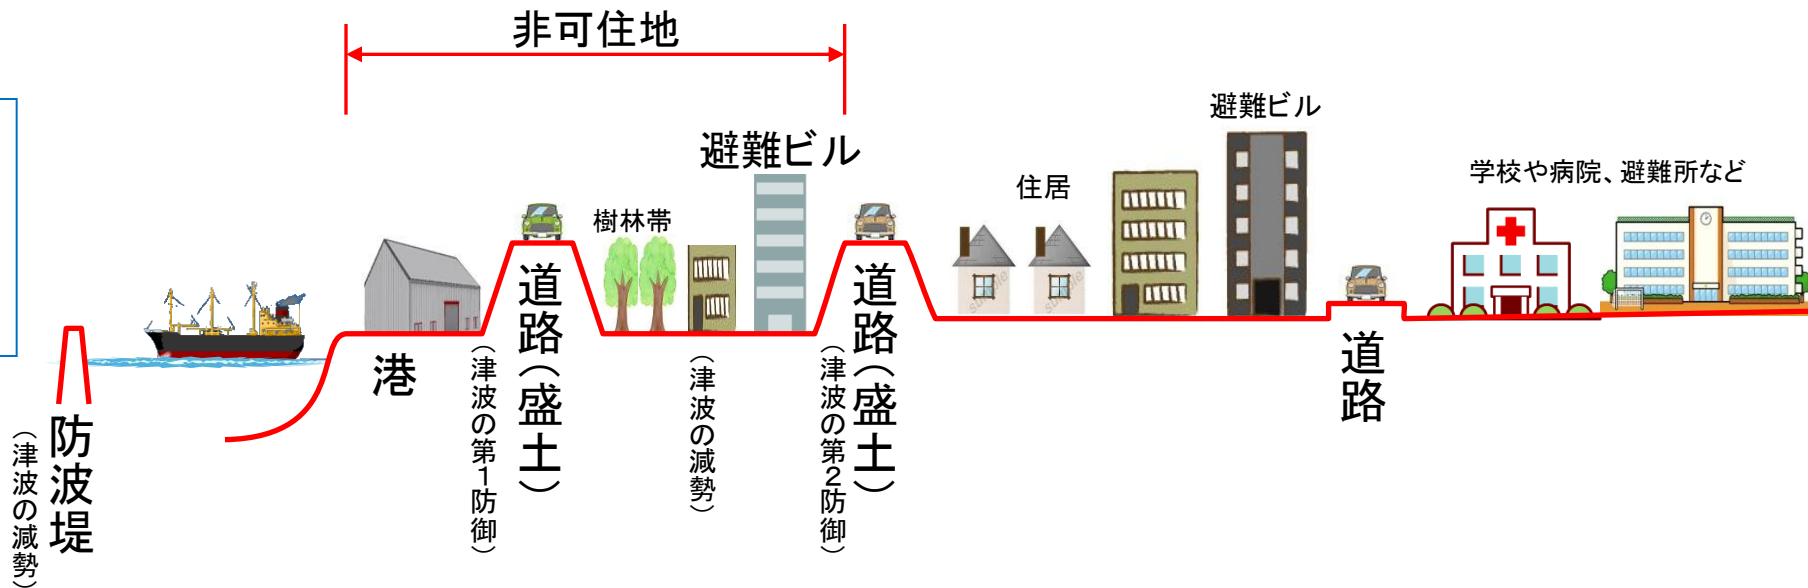 非可住地
避難ビル
避難ビル
学校や病院、避難所など
住居
樹林帯
港
道路(盛土)
(津波の第1防御)
(津波の減勢)
道路(盛土)
(津波の第2防御)
道路
防波堤
(津波の減勢)
sample
sample